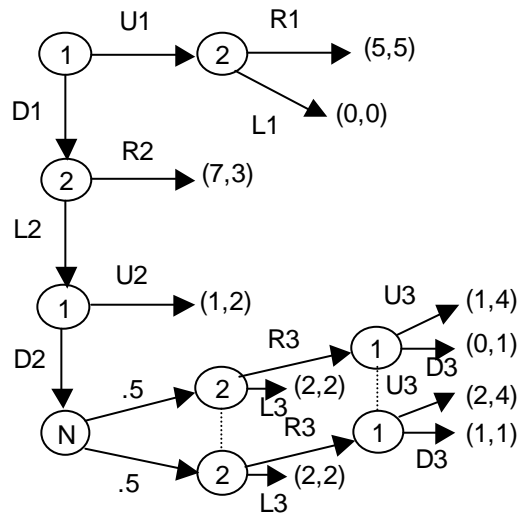 U1 R1
1 2 (5,5)
D1 L1 (0,0)
R2
2 (7,3)
L2
U2
1 (1,2)
U3 (1,4)
D2 R3 1
(0,1)
.5 2 (2,2) D3
L3 U3 (2,4)
N R3 1 (1,1)
.5 2 (2,2) D3
L3